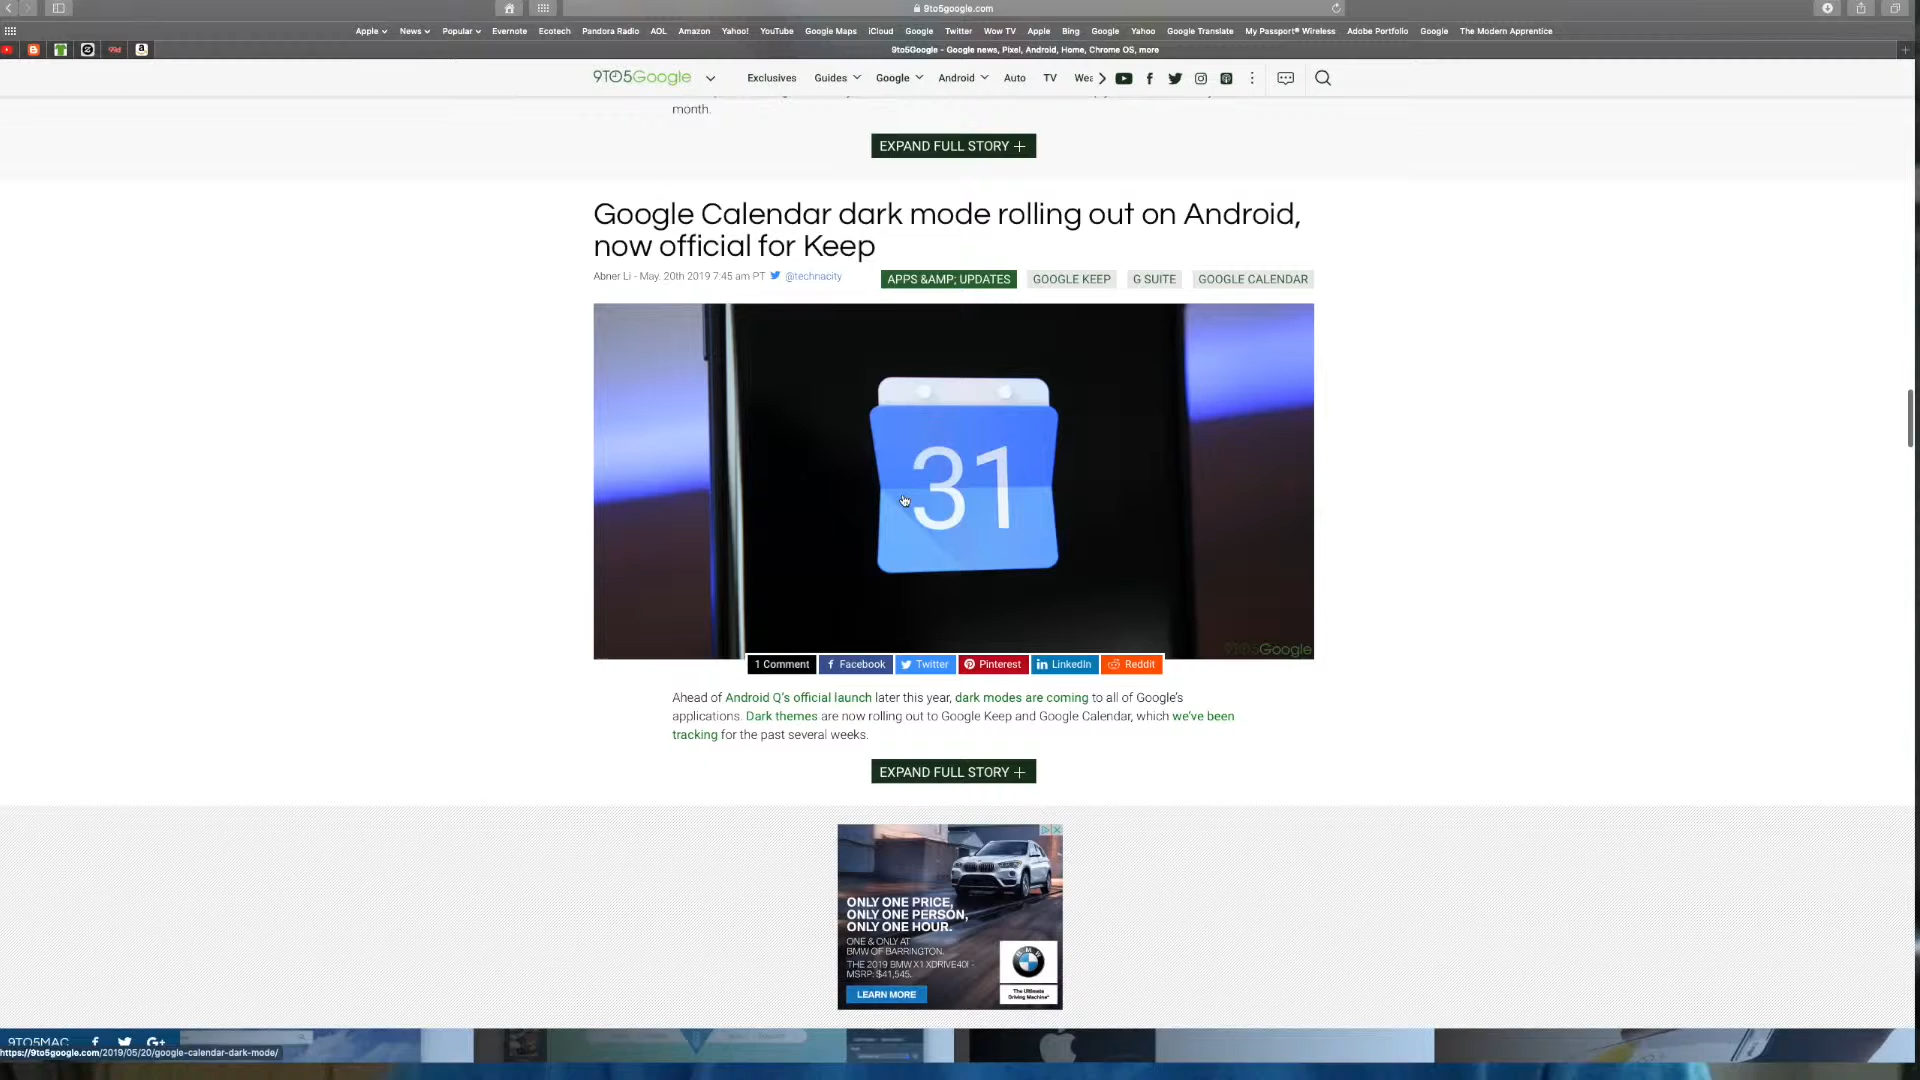 9to5google.com
Apple News Popular Evernote Ecotech Pandora Radio AOL Amazon Yahoo! YouTube Google Maps iCloud Google Twitter Wow TV Apple Bing Google Yahoo Google Translate My Passport® Wireless Adobe Portfolio Google The Modern Apprentice
9to5Google - Google news, Pixel, Android, Home, Chrome OS, more
9TO5Google Exclusives Guides Google Android Auto TV Wea
month.
EXPAND FULL STORY +
Google Calendar dark mode rolling out on Android,
now official for Keep
Abner Li - May. 20th 2019 7:45 am PT @technacity
APPS &AMP; UPDATES GOOGLE KEEP G SUITE GOOGLE CALENDAR
31
9TO5Google
1 Comment Facebook Twitter Pinterest LinkedIn Reddit
Ahead of Android Q's official launch later this year, dark modes are coming to all of Google's
applications. Dark themes are now rolling out to Google Keep and Google Calendar, which we've been
tracking for the past several weeks.
EXPAND FULL STORY +
ONLY ONE PRICE,
ONLY ONE PERSON,
ONLY ONE HOUR.
ONE & ONLY AT
BMW OF BARRINGTON.
THE 2019 BMW X1 XDRIVE40I -
MSRP: $41,545.
LEARN MORE
The Ultimate
Driving Machine®
9TO5MAC G+
https://9to5google.com/2019/05/20/google-calendar-dark-mode/